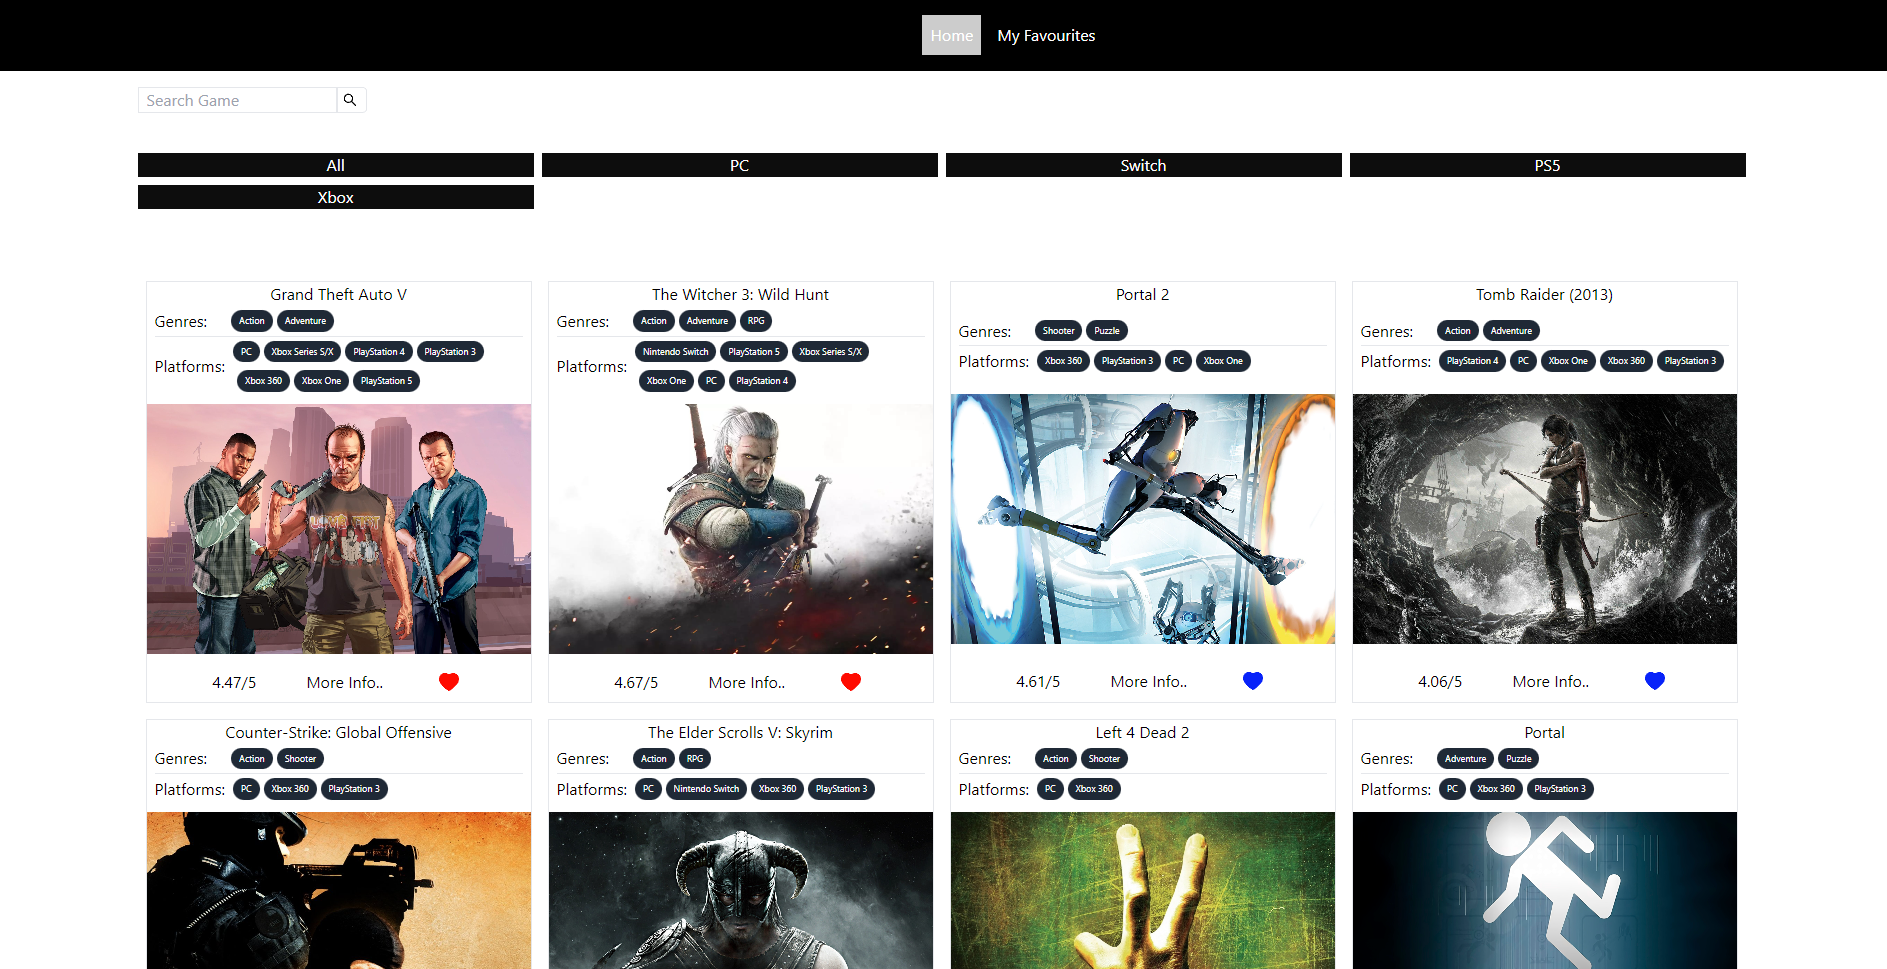 Home My Favourites
Search Game
All PC Switch PS5
Xbox
Grand Theft Auto V
Genres: Action Adventure
Platforms: PC Xbox Series S/X PlayStation 4 PlayStation 3
Xbox 360 Xbox One PlayStation 5
4.47/5 More Info..
The Witcher 3: Wild Hunt
Genres: Action Adventure RPG
Platforms: Nintendo Switch PlayStation 5 Xbox Series S/X
Xbox One PC PlayStation 4
4.67/5 More Info..
Portal 2
Genres: Shooter Puzzle
Platforms: Xbox 360 PlayStation 3 PC Xbox One
4.61/5 More Info..
Tomb Raider (2013)
Genres: Action Adventure
Platforms: PlayStation 4 PC Xbox One Xbox 360 PlayStation 3
4.06/5 More Info..
Counter-Strike: Global Offensive
Genres: Action Shooter
Platforms: PC Xbox 360 PlayStation 3
The Elder Scrolls V: Skyrim
Genres: Action RPG
Platforms: PC Nintendo Switch Xbox 360 PlayStation 3
Left 4 Dead 2
Genres: Action Shooter
Platforms: PC Xbox 360
Portal
Genres: Adventure Puzzle
Platforms: PC Xbox 360 PlayStation 3